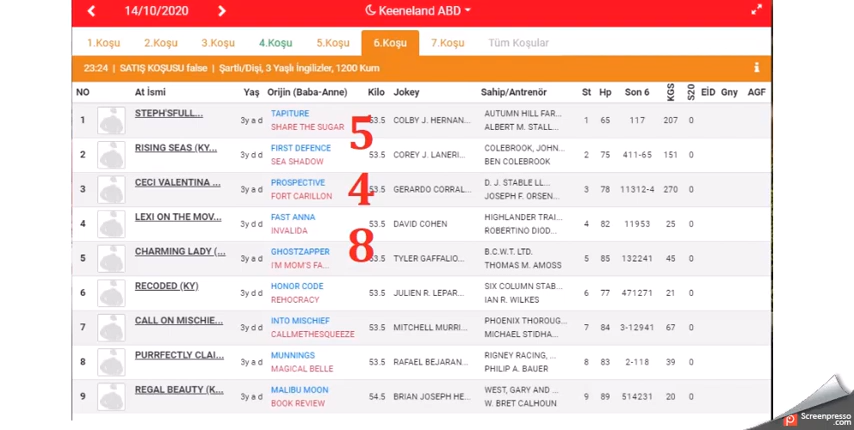 14/10/2020 Keeneland ABD
1.Koşu 2.Koşu 3.Koşu 4.Koşu 5.Koşu 6.Koşu 7.Koşu Tüm Koşular
23:24 | SATIŞ KOŞUSU false | Şartlı/Dişi, 3 Yaşlı İngilizler, 1200 Kum
NO At İsmi Yaş Orijin (Baba-Anne) Kilo Jokey Sahip/Antrenör St Hp Son 6 KGS S20 EİD Gny AGF
1 STEPH'SFULL... 3y a d TAPITURE 53.5 COLBY J. HERNAN... AUTUMN HILL FAR... 1 65 117 207 0
SHARE THE SUGAR ALBERT M. STALL...
5
2 RISING SEAS (KY... 3y d d FIRST DEFENCE 53.5 COREY J. LANERI... COLEBROOK, JOHN... 2 75 411-65 151 0
SEA SHADOW BEN COLEBROOK
3 CECI VALENTINA ... 3y a d PROSPECTIVE 53.5 GERARDO CORRAL... D. J. STABLE LL... 3 78 11312-4 270 0
FORT CARILLON JOSEPH F. ORSEN...
4
4 LEXI ON THE MOV... 3y d d FAST ANNA 53.5 DAVID COHEN HIGHLANDER TRAI... 4 82 11953 25 0
INVALIDA ROBERTINO DIOD...
8
5 CHARMING LADY (... 3y a d GHOSTZAPPER 53.5 TYLER GAFFALIO... B.C.W.T. LTD. 5 85 132241 45 0
I'M MOM'S FA... THOMAS M. AMOSS
6 RECODED (KY) 3y d d HONOR CODE 53.5 JULIEN R. LEPAR... SIX COLUMN STAB... 6 77 471271 21 0
REHOCRACY IAN R. WILKES
7 CALL ON MISCHIE... 3y d d INTO MISCHIEF 53.5 MITCHELL MURRI... PHOENIX THOROUG... 7 84 3-12941 67 0
CALLMETHESQUEEZE MICHAEL STIDHA...
8 PURRFECTLY CLAI... 3y a d MUNNINGS 53.5 RAFAEL BEJARAN... RIGNEY RACING, ... 8 83 2-118 39 0
MAGICAL BELLE PHILIP A. BAUER
9 REGAL BEAUTY (K... 3y a d MALIBU MOON 54.5 BRIAN JOSEPH HE... WEST, GARY AND ... 9 89 514231 20 0
BOOK REVIEW W. BRET CALHOUN
Screenpresso
.com